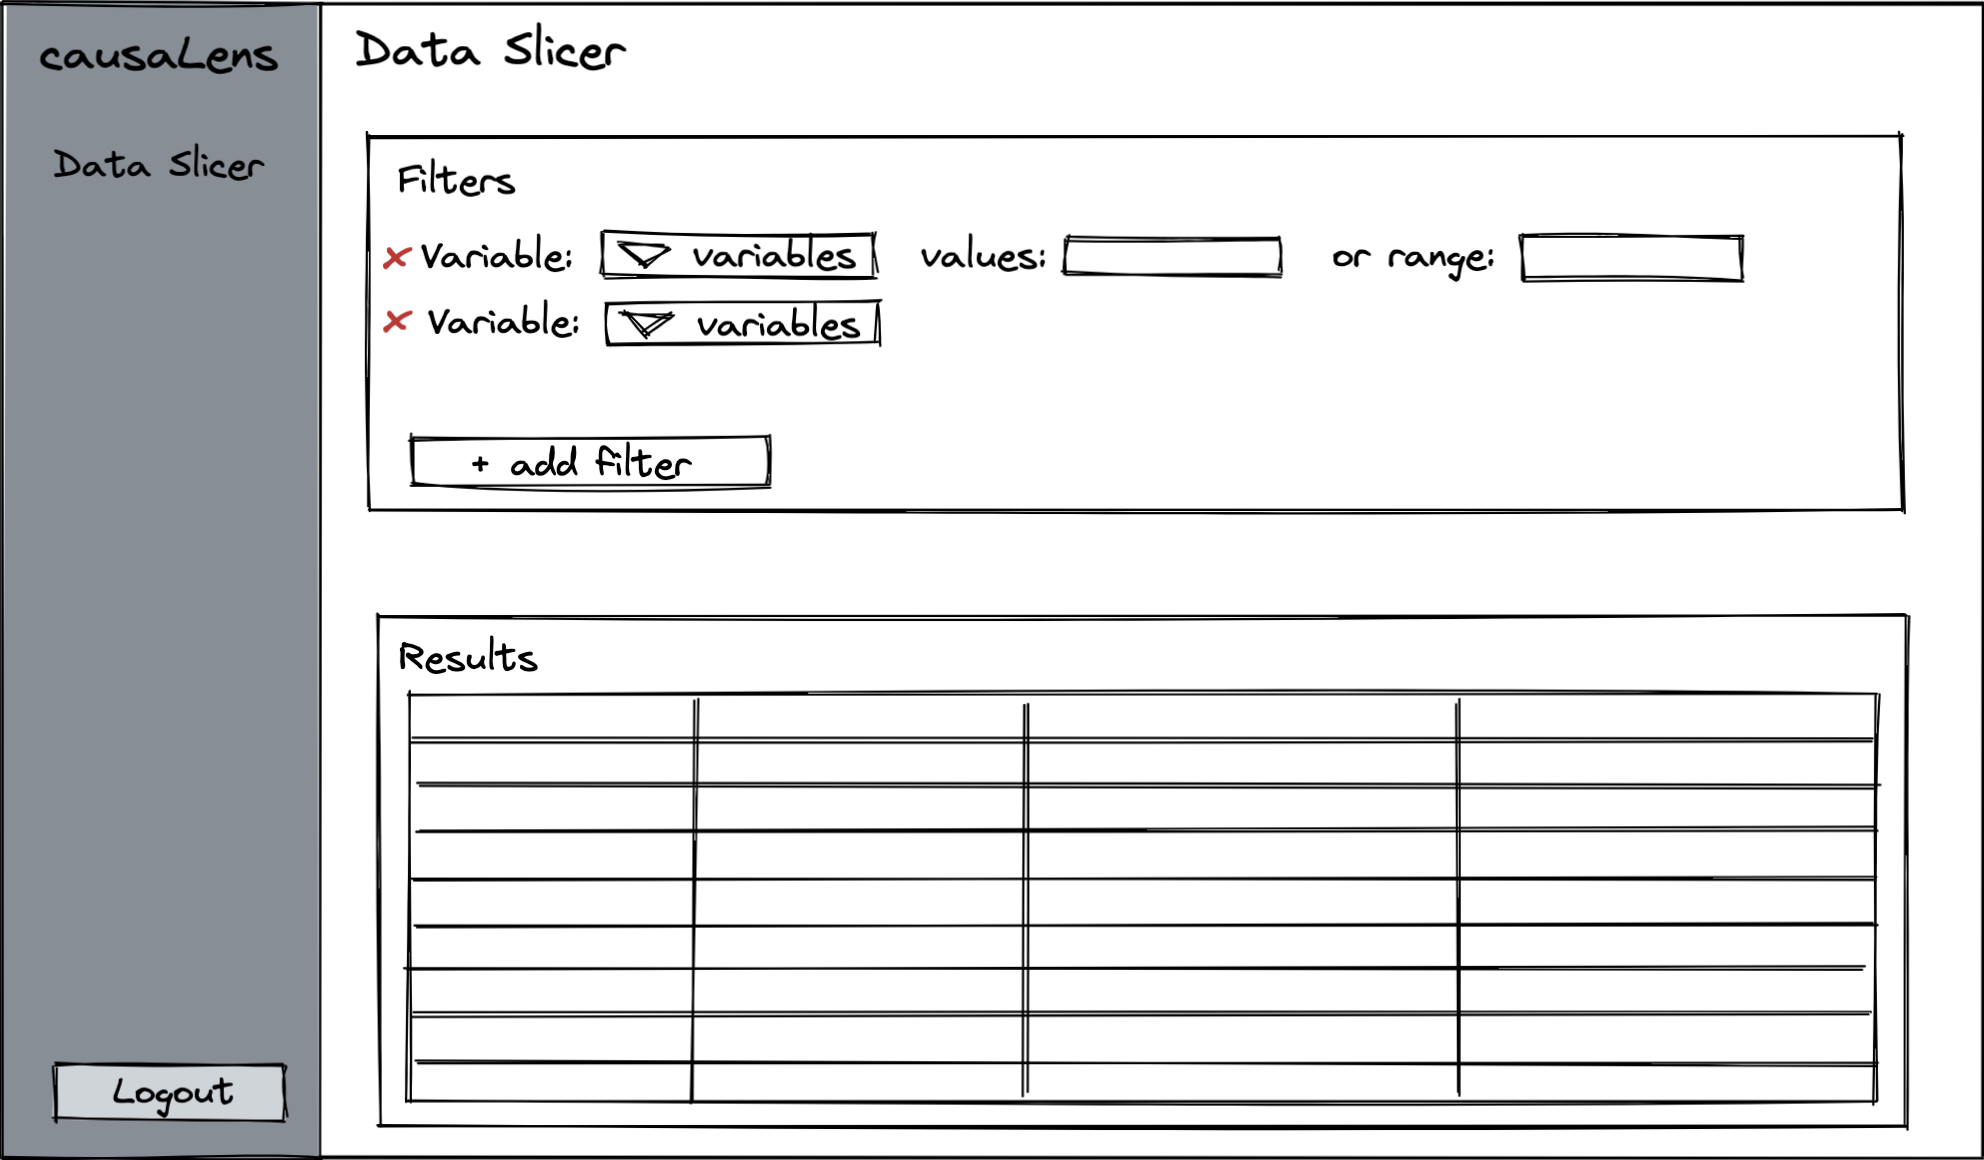 causaLens
Data Slicer
Logout
Data Slicer
Filters
Variable: variables values: or range:
Variable: variables
+ add filter
Results